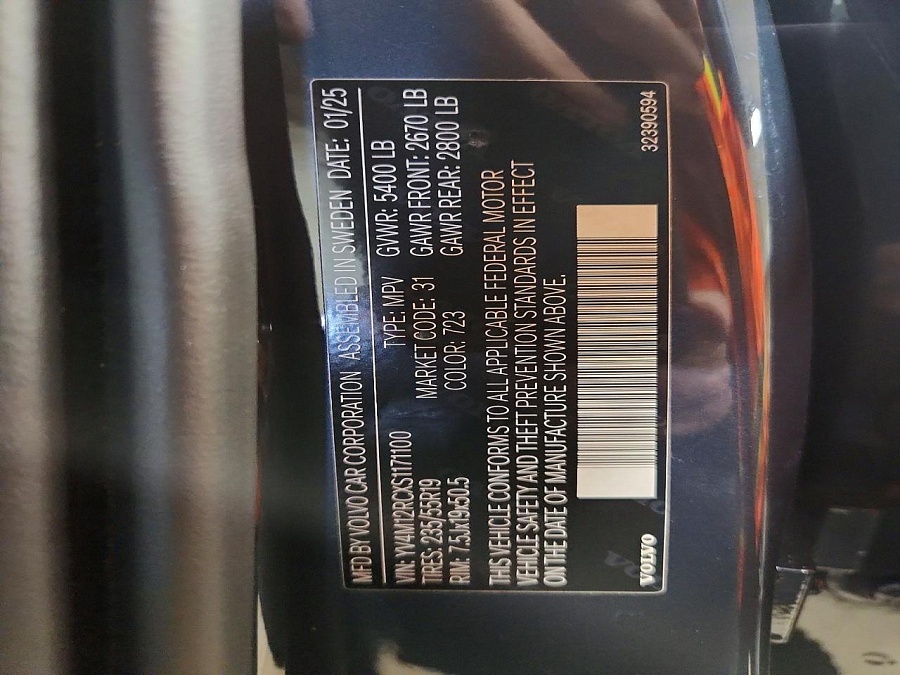 MFD BY VOLVO CAR CORPORATION ASSEMBLED IN SWEDEN DATE: 01/25
VIN: YV4M12RCXS1171100 TYPE: MPV GVWR: 5400 LB
TIRES: 235/55R19 MARKET CODE: 31 GAWR FRONT: 2670 LB
RIM: 7.5Jx19x50.5 COLOR: 723 GAWR REAR: 2800 LB
THIS VEHICLE CONFORMS TO ALL APPLICABLE FEDERAL MOTOR
VEHICLE SAFETY AND THEFT PREVENTION STANDARDS IN EFFECT
ON THE DATE OF MANUFACTURE SHOWN ABOVE.
VOLVO 32390594